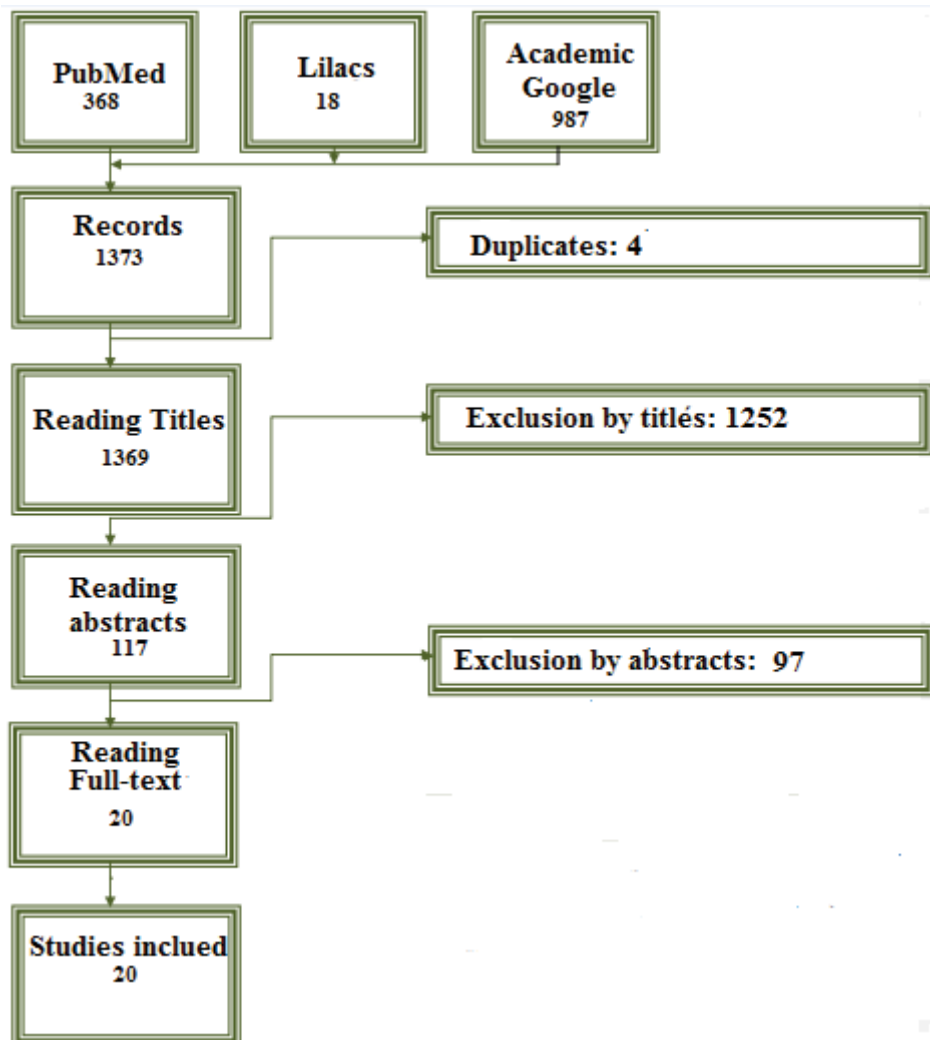 PubMed
368
Lilacs
18
Academic
Google
987
Records
1373
Duplicates: 4
Reading Titles
1369
Exclusion by titles: 1252
Reading
abstracts
117
Exclusion by abstracts: 97
Reading
Full-text
20
Studies inclued
20